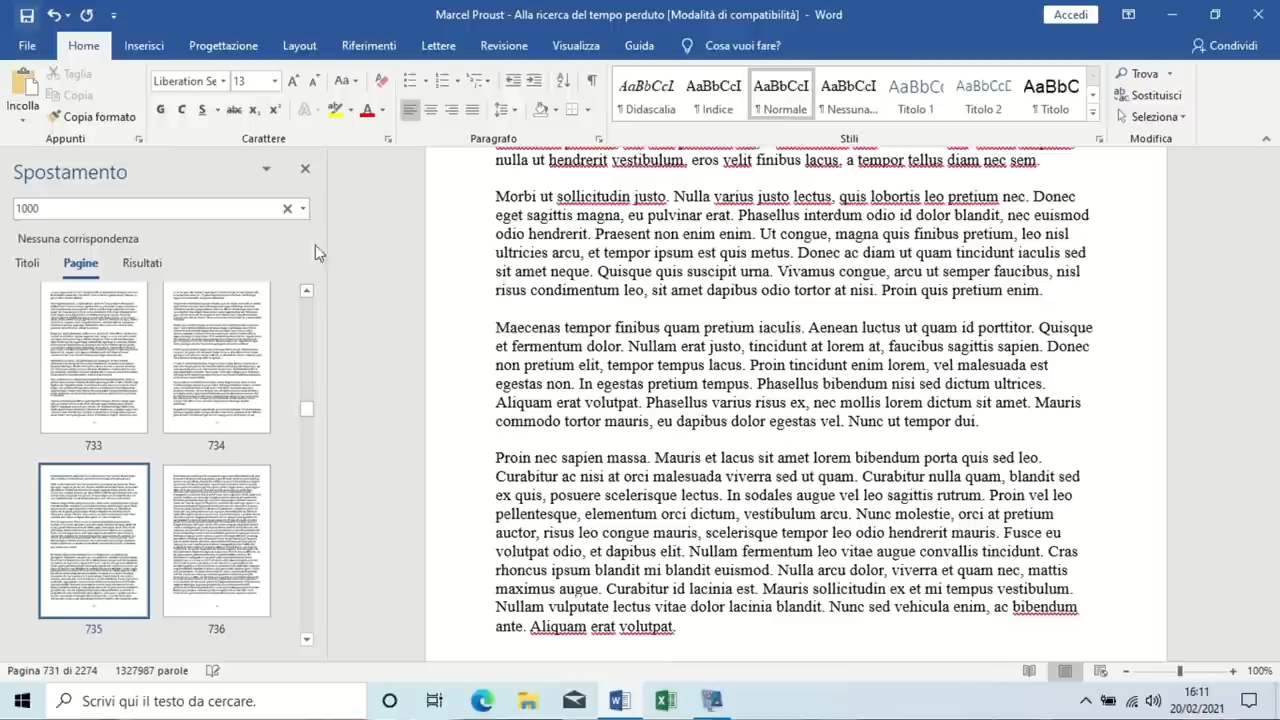 Marcel Proust - Alla ricerca del tempo perduto [Modalità di compatibilità] - Word
Accedi
File Home Inserisci Progettazione Layout Riferimenti Lettere Revisione Visualizza Guida Cosa vuoi fare? Condividi
Incolla
Taglia
Copia
Copia formato
Appunti
Liberation Se 13
Carattere
Paragrafo
AaBbCcI AaBbCcI AaBbCcI AaBbCcI AaBbCc AaBbCcD AaBbC
¶ Didascalia ¶ Indice ¶ Normale ¶ Nessuna... Titolo 1 Titolo 2 ¶ Titolo
Stili
Trova
Sostituisci
Seleziona
Modifica
Spostamento
1000
Nessuna corrispondenza
Titoli Pagine Risultati
733 734
735 736
nulla ut hendrerit vestibulum, eros velit finibus lacus, a tempor tellus diam nec sem.
Morbi ut sollicitudin justo. Nulla varius justo lectus, quis lobortis leo pretium nec. Donec
eget sagittis magna, eu pulvinar erat. Phasellus interdum odio id dolor blandit, nec euismod
odio hendrerit. Praesent non enim enim. Ut congue, magna quis finibus pretium, leo nisl
ultricies arcu, et tempor ipsum est quis metus. Donec ac diam ut quam tincidunt iaculis sed
sit amet neque. Quisque quis suscipit urna. Vivamus congue, arcu ut semper faucibus, nisl
risus condimentum leo, sit amet dapibus odio tortor at nisi. Proin quis pretium enim.
Maecenas tempor finibus quam pretium iaculis. Aenean luctus ut quam id porttitor. Quisque
et fermentum dolor. Nullam erat justo, tincidunt at lorem at, faucibus sagittis sapien. Donec
non pretium elit, tempor tempus lacus. Proin tincidunt enim lorem, vel malesuada est
egestas non. In egestas pretium tempus. Phasellus bibendum nisi sed dictum ultrices.
Aliquam erat volutpat. Phasellus varius risus ex, nec mollis lorem dictum sit amet. Mauris
commodo tortor mauris, eu dapibus dolor egestas vel. Nunc ut tempor dui.
Proin nec sapien massa. Mauris et lacus sit amet lorem bibendum porta quis sed leo.
Curabitur ac nisi at orci malesuada viverra sed ut quam. Curabitur nulla quam, blandit sed
ex quis, posuere scelerisque lectus. In sodales augue vel leo sagittis rutrum. Proin vel leo
pellentesque, elementum orci dictum, vestibulum arcu. Nunc molestie, orci at pretium
auctor, risus leo congue mauris, scelerisque tempor leo odio hendrerit mauris. Fusce eu
volutpat odio, et dapibus elit. Nullam fermentum leo vitae augue convallis tincidunt. Cras
rhoncus ipsum blandit mi blandit euismod. Nulla arcu dolor, viverra et quam nec, mattis
maximus augue. Curabitur id lacinia est. Mauris sollicitudin ex et mi tempus vestibulum.
Nullam vulputate lectus vitae dolor lacinia blandit. Nunc sed vehicula enim, ac bibendum
ante. Aliquam erat volutpat.
Pagina 731 di 2274 1327987 parole 100%
Scrivi qui il testo da cercare.
16:11
20/02/2021